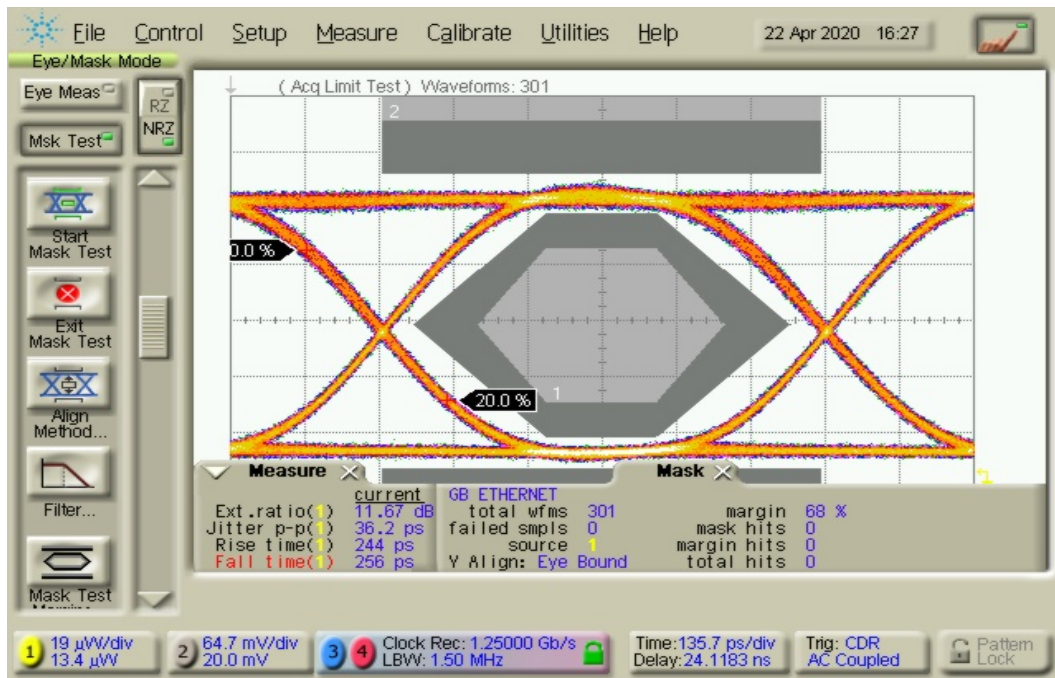 File Control Setup Measure Calibrate Utilities Help 22 Apr 2020 16:27
Eye/Mask Mode
Eye Meas
RZ
NRZ
Msk Test
Start
Mask Test
Exit
Mask Test
Align
Method...
Filter...
Mask Test
(Acq Limit Test) Waveforms: 301
2
0.0 %
20.0 %
1
Measure
current
Ext.ratio(1) 11.67 dB
Jitter p-p(1) 36.2 ps
Rise time(1) 244 ps
Fall time(1) 256 ps
Mask
GB ETHERNET
total wfms 301
failed smpls 0
source 1
Y Align: Eye Bound
margin 68 %
mask hits 0
margin hits 0
total hits 0
1 19 µW/div
13.4 µW
2 64.7 mV/div
20.0 mV
3 4 Clock Rec: 1.25000 Gb/s
LBW: 1.50 MHz
Time:135.7 ps/div
Delay:24.1183 ns
Trig: CDR
AC Coupled
Pattern
Lock